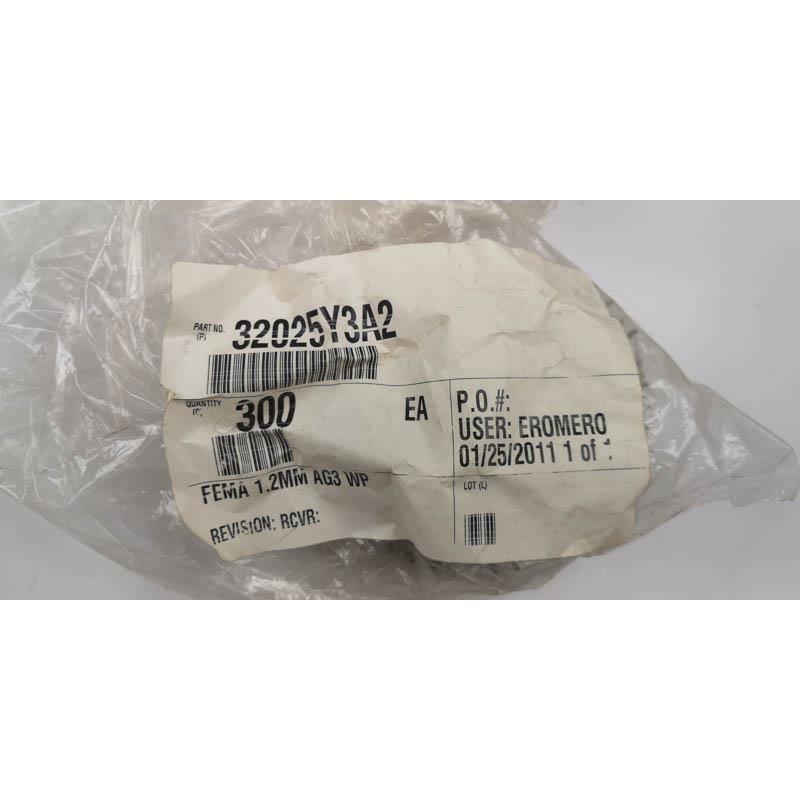 PART NO.
(P)
32025Y3A2
QUANTITY
300
EA
FEMA 1.2MM AG3 WP
REVISION: RCVR:
P.O.#:
USER: EROMERO
01/25/2011 1 of
LOT (L)